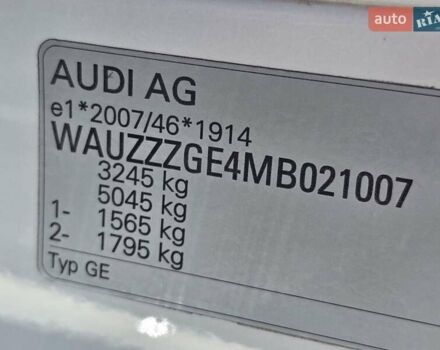 auto RIA
AUDI AG
e1*2007/46*1914
WAUZZZGE4MB021007
3245 kg
5045 kg
1- 1565 kg
2- 1795 kg
Typ GE